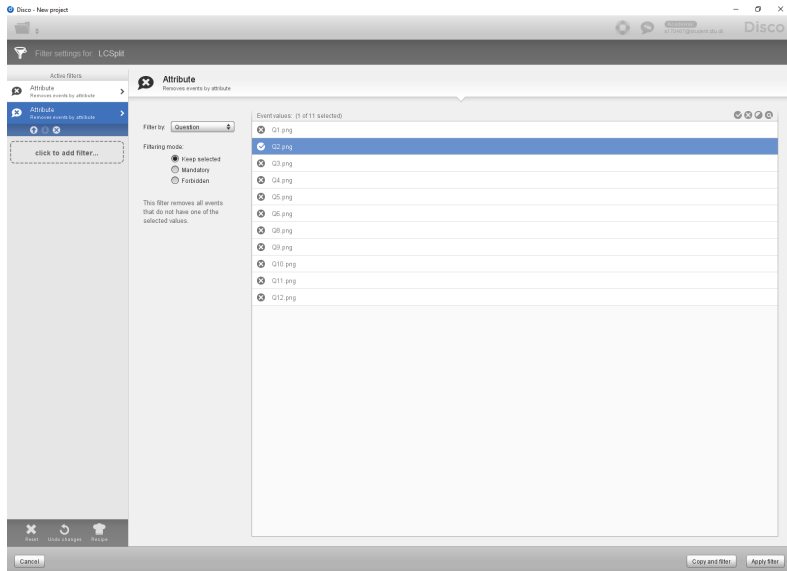 Disco - New project
Disco
Filter settings for: LCSplit
Active filters
Attribute
Removes events by attribute
Attribute
Removes events by attribute
click to add filter...
Attribute
Removes events by attribute
Filter by: Question
Filtering mode:
Keep selected
Mandatory
Forbidden
This filter removes all events
that do not have one of the
selected values.
Event values: (1 of 11 selected)
Q1.png
Q2.png
Q3.png
Q4.png
Q5.png
Q6.png
Q8.png
Q9.png
Q10.png
Q11.png
Q12.png
Reset Undo changes Recipe
Cancel
Copy and filter
Apply filter